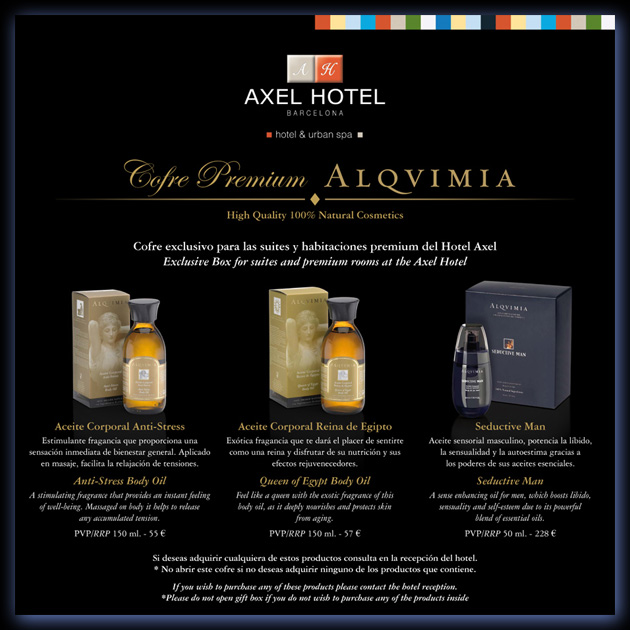 A H
AXEL HOTEL
BARCELONA
hotel & urban spa
Cofre Premium ALQVIMIA
High Quality 100% Natural Cosmetics
Cofre exclusivo para las suites y habitaciones premium del Hotel Axel
Exclusive Box for suites and premium rooms at the Axel Hotel
ALQVIMIA
ALQVIMIA
ALQVIMIA
SEDUCTIVE MAN
SEDUCTIVE MAN
Aceite Corporal Anti-Stress
Estimulante fragancia que proporciona una
sensación inmediata de bienestar general. Aplicado
en masaje, facilita la relajación de tensiones.
Anti-Stress Body Oil
A stimulating fragrance that provides an instant feeling
of well-being. Massaged on body it helps to release
any accumulated tension.
PVP/RRP 150 ml. - 55 €
Aceite Corporal Reina de Egipto
Exótica fragancia que te dará el placer de sentirte
como una reina y disfrutar de su nutrición y sus
efectos rejuvenecedores.
Queen of Egypt Body Oil
Feel like a queen with the exotic fragrance of this
body oil, as it deeply nourishes and protects skin
from aging.
PVP/RRP 150 ml. - 57 €
Seductive Man
Aceite sensorial masculino, potencia la líbido,
la sensualidad y la autoestima gracias a
los poderes de sus aceites esenciales.
Seductive Man
A sense enhancing oil for men, which boosts libido,
sensuality and self-esteem due to its powerful
blend of essential oils.
PVP/RRP 50 ml. - 228 €
Si deseas adquirir cualquiera de estos productos consulta en la recepción del hotel.
* No abrir este cofre si no deseas adquirir ninguno de los productos que contiene.
If you wish to purchase any of these products please contact the hotel reception.
*Please do not open gift box if you do not wish to purchase any of the products inside